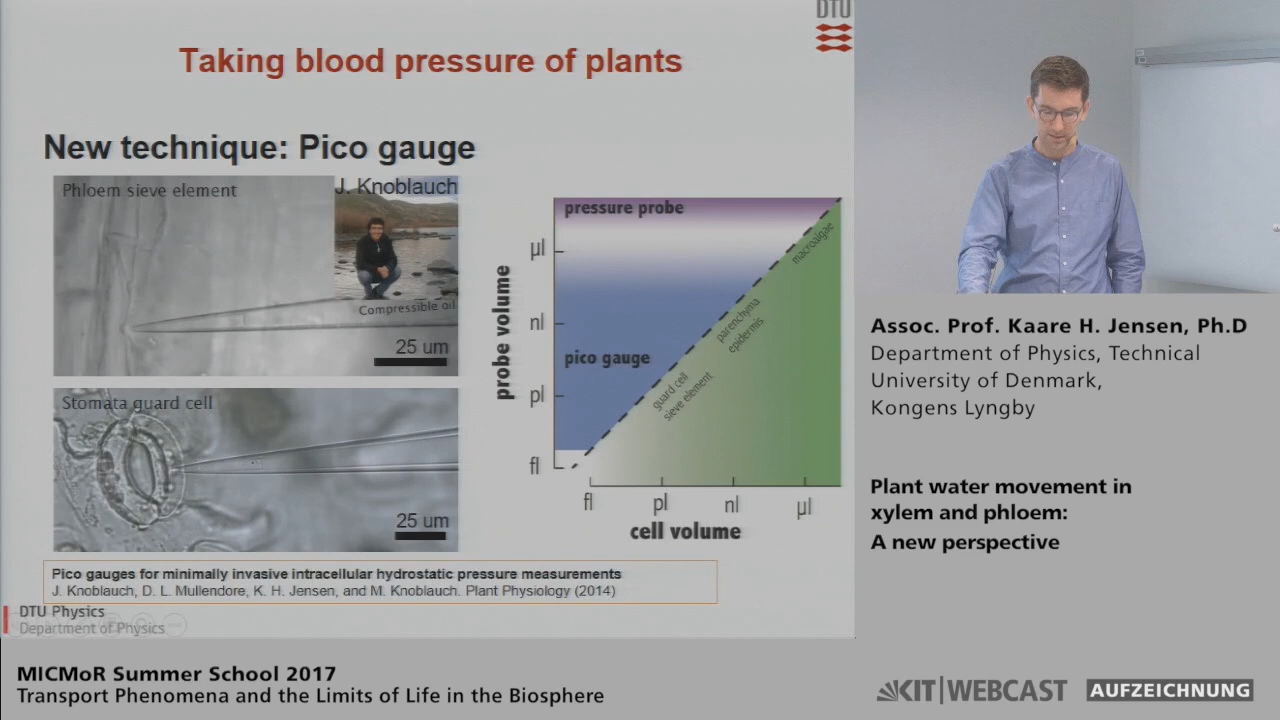 DTU
Taking blood pressure of plants
New technique: Pico gauge
Phloem sieve element
J. Knoblauch
Compressible oil
25 um
Stomata guard cell
25 um
pressure probe
pico gauge
macroalgae
parenchyma
epidermis
guard cell
sieve element
probe volume
µl
nl
pl
fl
fl pl nl µl
cell volume
Pico gauges for minimally invasive intracellular hydrostatic pressure measurements
J. Knoblauch, D. L. Mullendore, K. H. Jensen, and M. Knoblauch. Plant Physiology (2014)
DTU Physics
Department of Physics
Assoc. Prof. Kaare H. Jensen, Ph.D
Department of Physics, Technical
University of Denmark,
Kongens Lyngby
Plant water movement in
xylem and phloem:
A new perspective
MICMoR Summer School 2017
Transport Phenomena and the Limits of Life in the Biosphere
KIT|WEBCAST
AUFZEICHNUNG